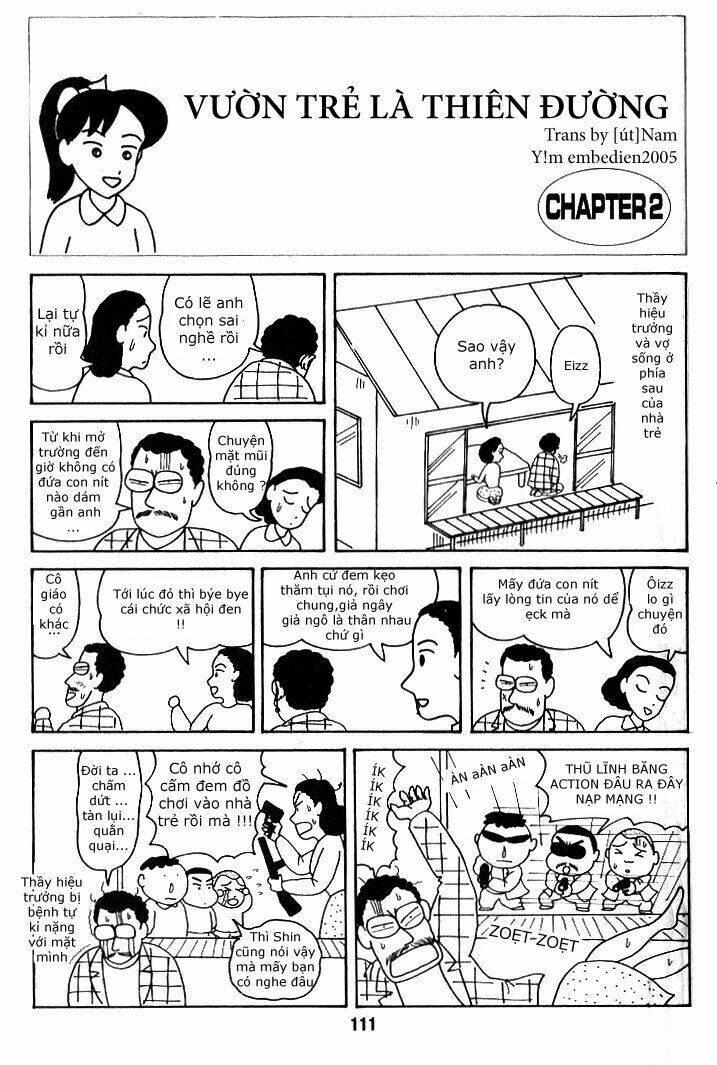 VƯỜN TRẺ LÀ THIÊN ĐƯỜNG
Trans by [út]Nam
Y!m embedien2005
CHAPTER 2
Thầy
hiệu
trưởng
và vợ
sống ở
phía
sau
của
nhà
trẻ
Eizz
Sao vậy
anh?
Có lẽ anh
chọn sai
nghề rồi
...
Lại tự
kỉ nữa
rồi
Từ khi mở
trường đến
giờ không có
đứa con nít
nào dám
gần anh
...
Chuyện
mặt mũi
đúng
không ?
Ôizz
lo gì
chuyện
đó
Mấy đứa con nít
lấy lòng tin của nó dể
ẹck mà
Anh cứ đem kẹo
thăm tụi nó, rồi chơi
chung,giả ngây
giả ngô là thân nhau
chứ gì
Tới lúc đó thì býe bye
cái chức xã hội đen
!!
Cô
giáo
có
khác
...
THŨ LĨNH BĂNG
ACTION ĐÂU RA ĐÂY
NẠP MẠNG !!
ÀN aÀN aÀN
ÍK
ÍK
ÍK
ÍK
ÍK
ÍK
ZOẸT-ZOẸT
Cô nhớ cô
cấm đem đồ
chơi vào nhà
trẻ rồi mà !!!
Thì Shin
cũng nói vậy
mà mấy bạn
có nghe đâu
Đời ta ...
chấm
dứt ...
tàn lụi...
quẩn
quại...
Thầy hiệu
trưởng bị
bệnh tự
kỉ nặng
với mặt
mình
111